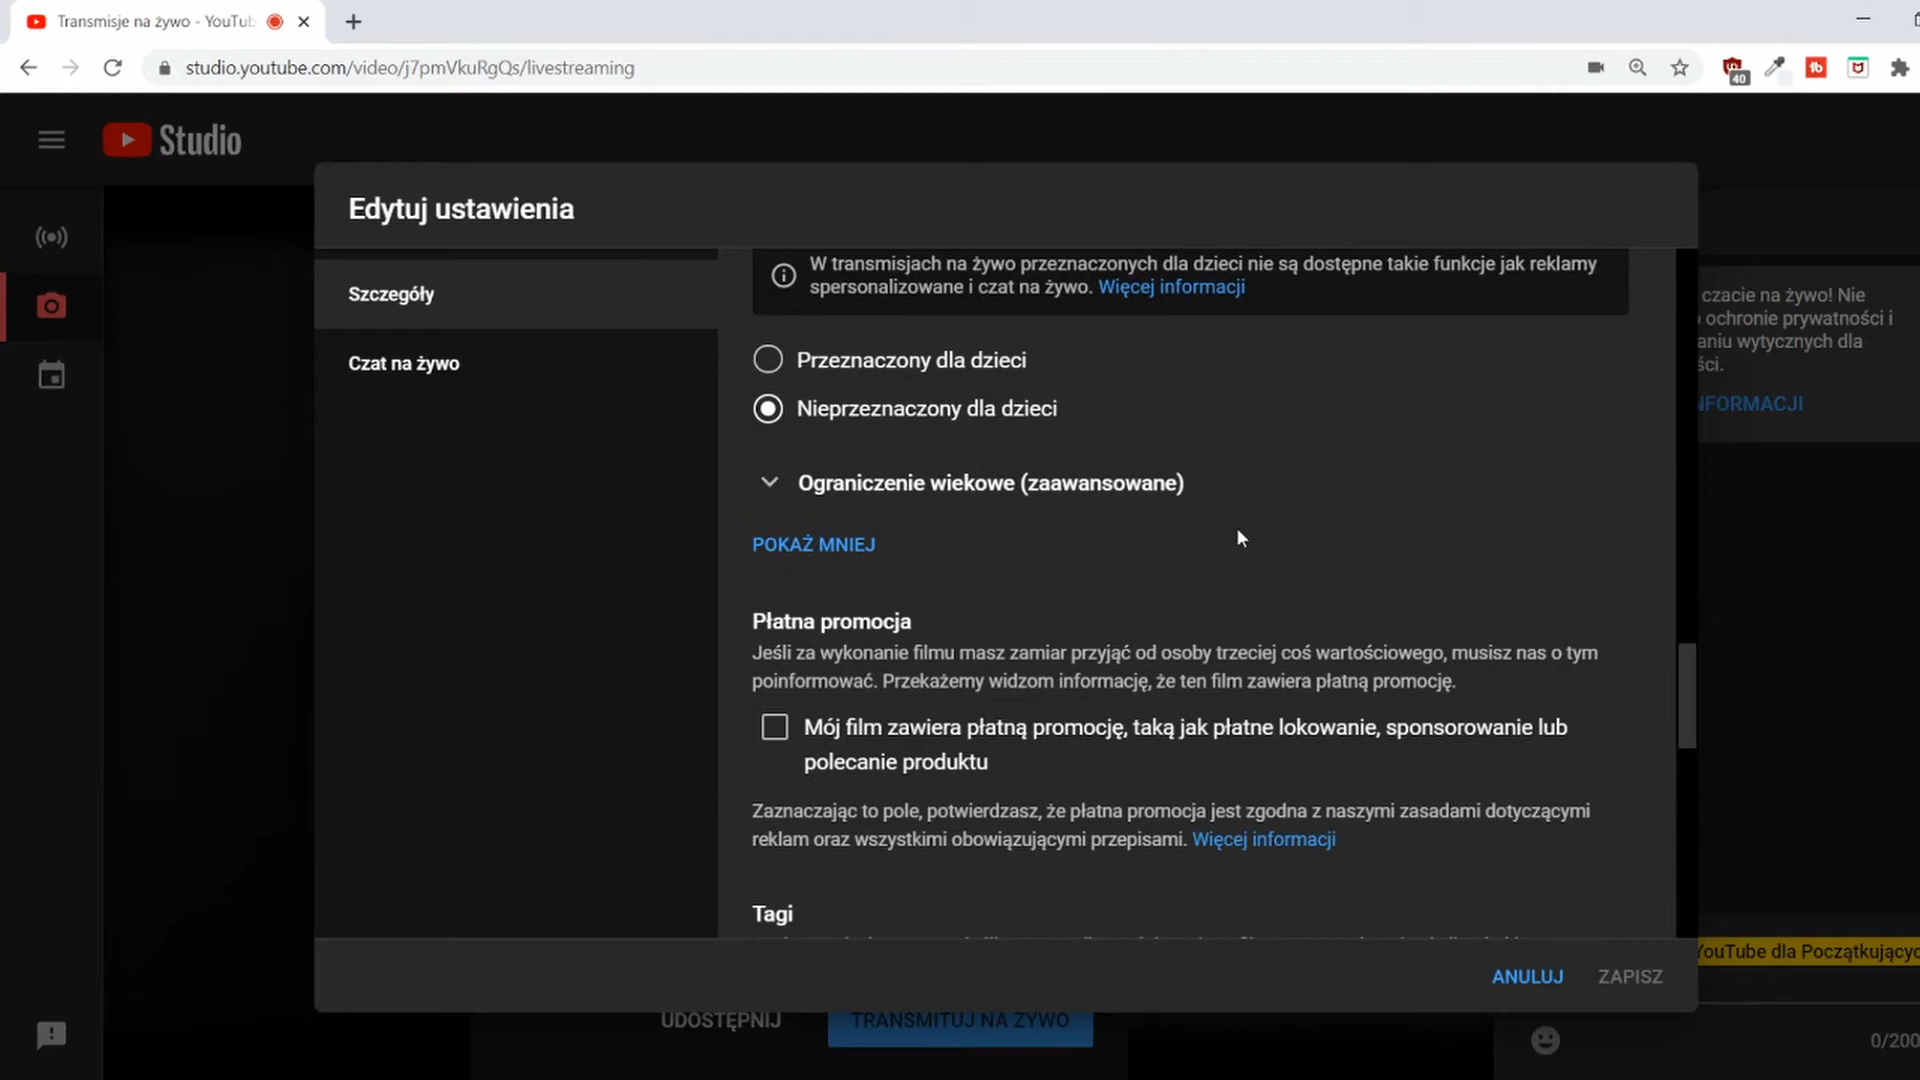 Transmisje na żywo - YouTub
studio.youtube.com/video/j7pmVkuRgQs/livestreaming
40
tb
Studio
Edytuj ustawienia
Szczegóły
Czat na żywo
W transmisjach na żywo przeznaczonych dla dzieci nie są dostępne takie funkcje jak reklamy
spersonalizowane i czat na żywo. Więcej informacji
Przeznaczony dla dzieci
Nieprzeznaczony dla dzieci
Ograniczenie wiekowe (zaawansowane)
POKAŻ MNIEJ
Płatna promocja
Jeśli za wykonanie filmu masz zamiar przyjąć od osoby trzeciej coś wartościowego, musisz nas o tym
poinformować. Przekażemy widzom informację, że ten film zawiera płatną promocję.
Mój film zawiera płatną promocję, taką jak płatne lokowanie, sponsorowanie lub
polecanie produktu
Zaznaczając to pole, potwierdzasz, że płatna promocja jest zgodna z naszymi zasadami dotyczącymi
reklam oraz wszystkimi obowiązującymi przepisami. Więcej informacji
Tagi
ANULUJ
ZAPISZ
czacie na żywo! Nie
ochronie prywatności i
aniu wytycznych dla
ści.
NFORMACJI
YouTube dla Początkującyc
UDOSTĘPNIJ
TRANSMITUJ NA ŻYWO
0/200